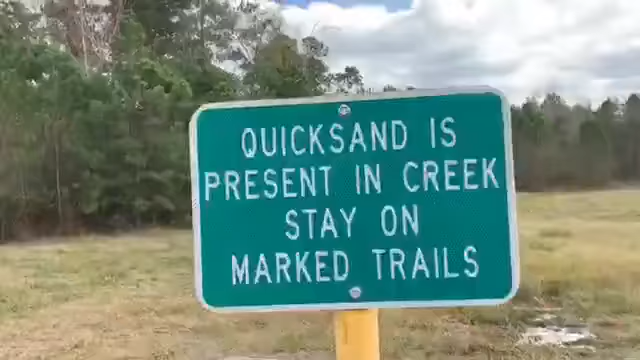 QUICKSAND IS
PRESENT IN CREEK
STAY ON
MARKED TRAILS